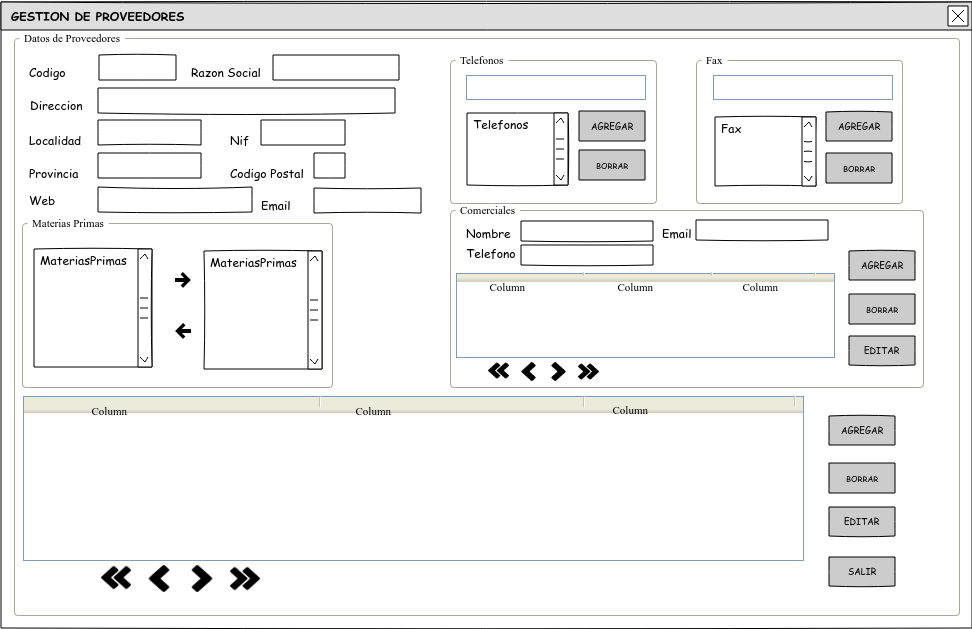 GESTION DE PROVEEDORES
Datos de Proveedores
Codigo
Razon Social
Direccion
Localidad
Nif
Provincia
Codigo Postal
Web
Email
Telefonos
Telefonos
AGREGAR
BORRAR
Fax
Fax
AGREGAR
BORRAR
Materias Primas
MateriasPrimas
MateriasPrimas
Comerciales
Nombre
Email
Telefono
Column Column Column
AGREGAR
BORRAR
EDITAR
Column Column Column
AGREGAR
BORRAR
EDITAR
SALIR